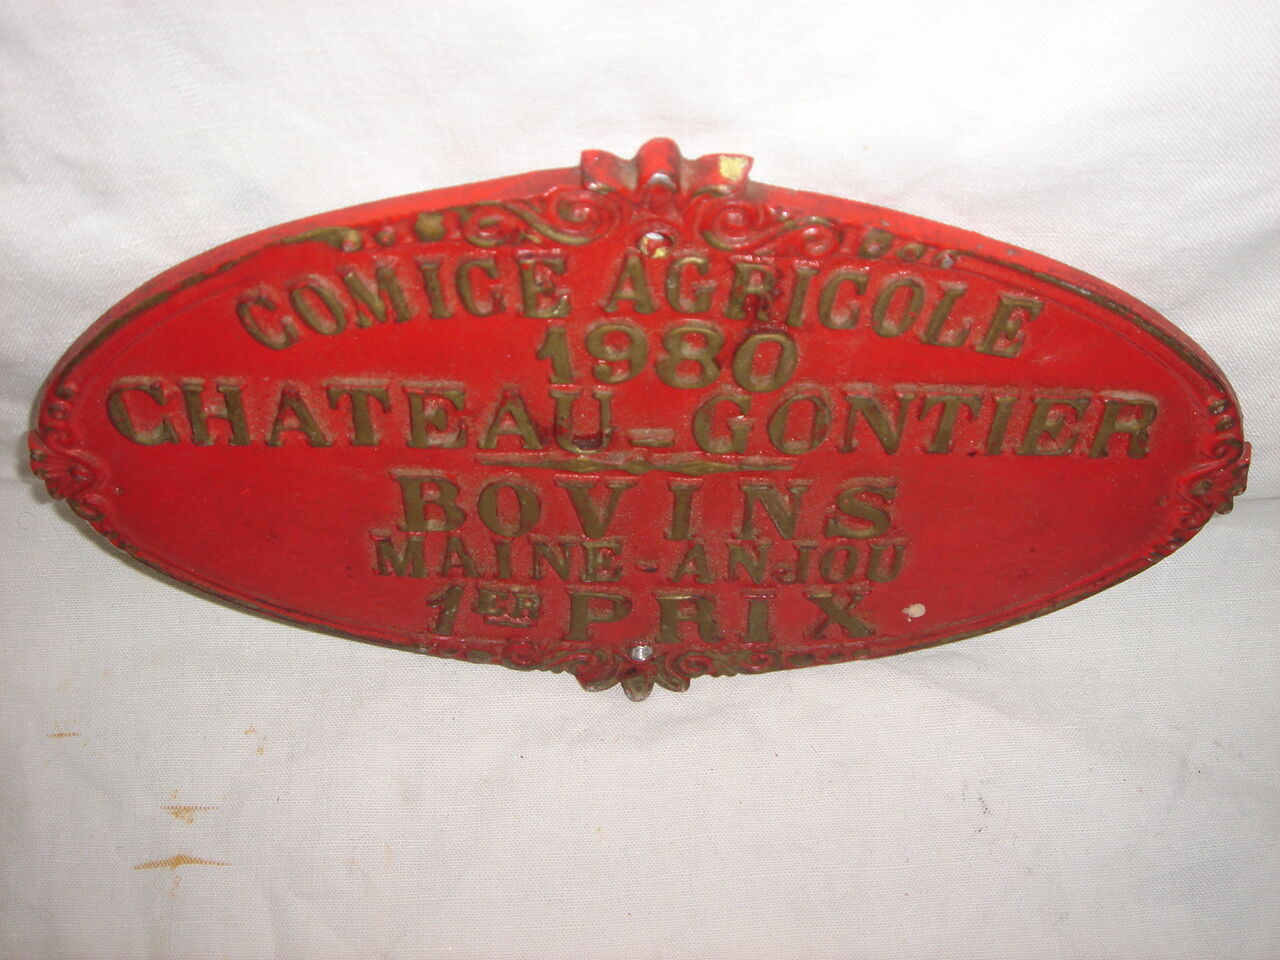 COMICE AGRICOLE
1980
CHATEAU-GONTIER
BOVINS
MAINE-ANJOU
1ER PRIX